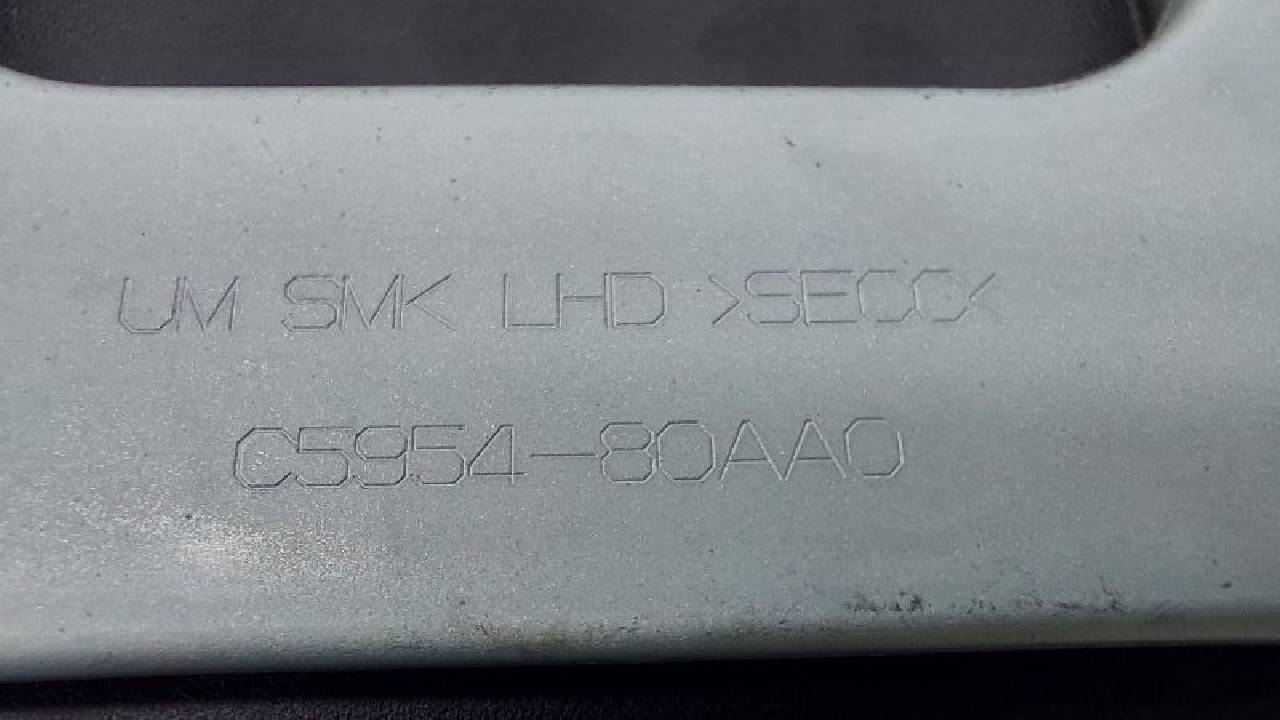 UM SMK LHD >SECC<
C5954-80AA0